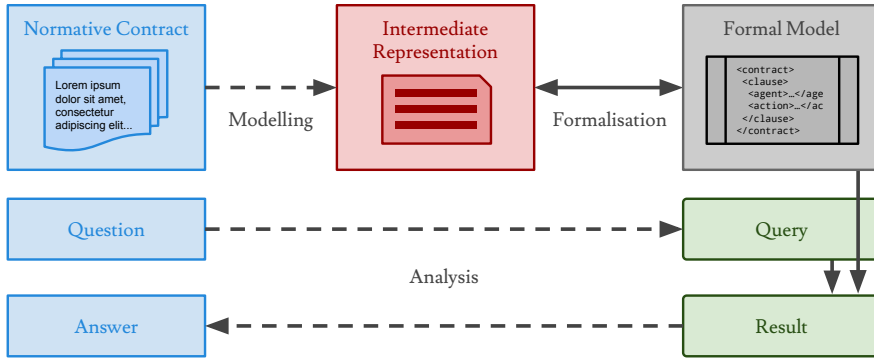 Normative Contract
Lorem ipsum
dolor sit amet,
consectetur
adipiscing elit...
Modelling
Intermediate
Representation
Formalisation
Formal Model
<contract>
<clause>
<agent>…</age
<action>…</ac
</clause>
</contract>
Question
Query
Analysis
Answer
Result